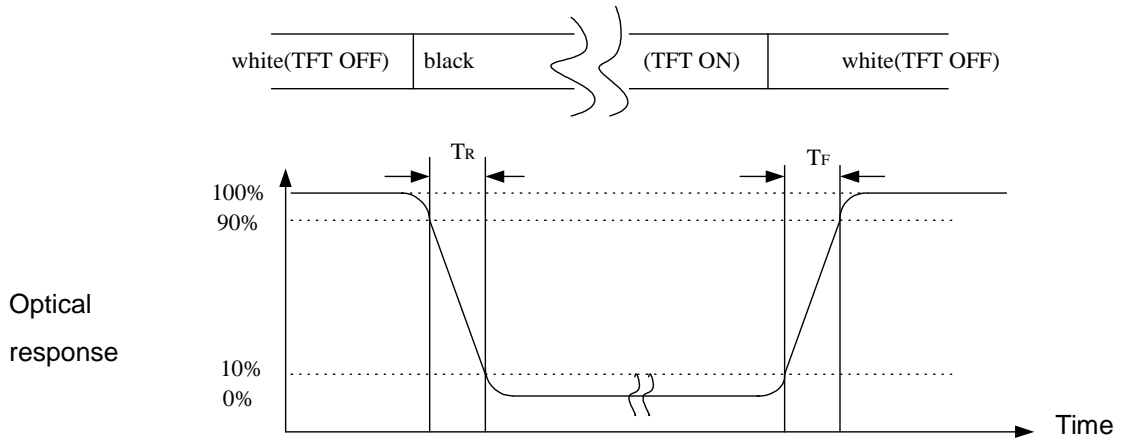 white(TFT OFF) black (TFT ON) white(TFT OFF)
TR TF
100%
90%
Optical
response
10%
0%
Time